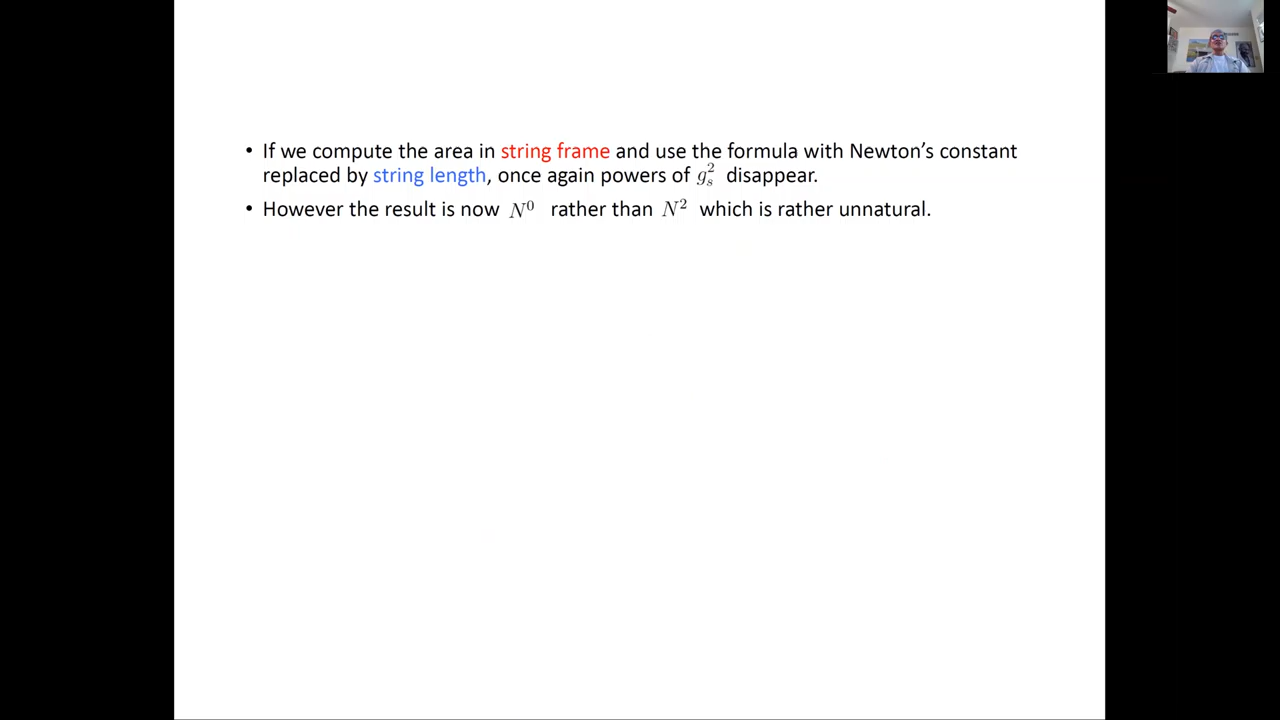 • If we compute the area in string frame and use the formula with Newton’s constant
replaced by string length, once again powers of $g_s^2$ disappear.
• However the result is now $N^0$ rather than $N^2$ which is rather unnatural.